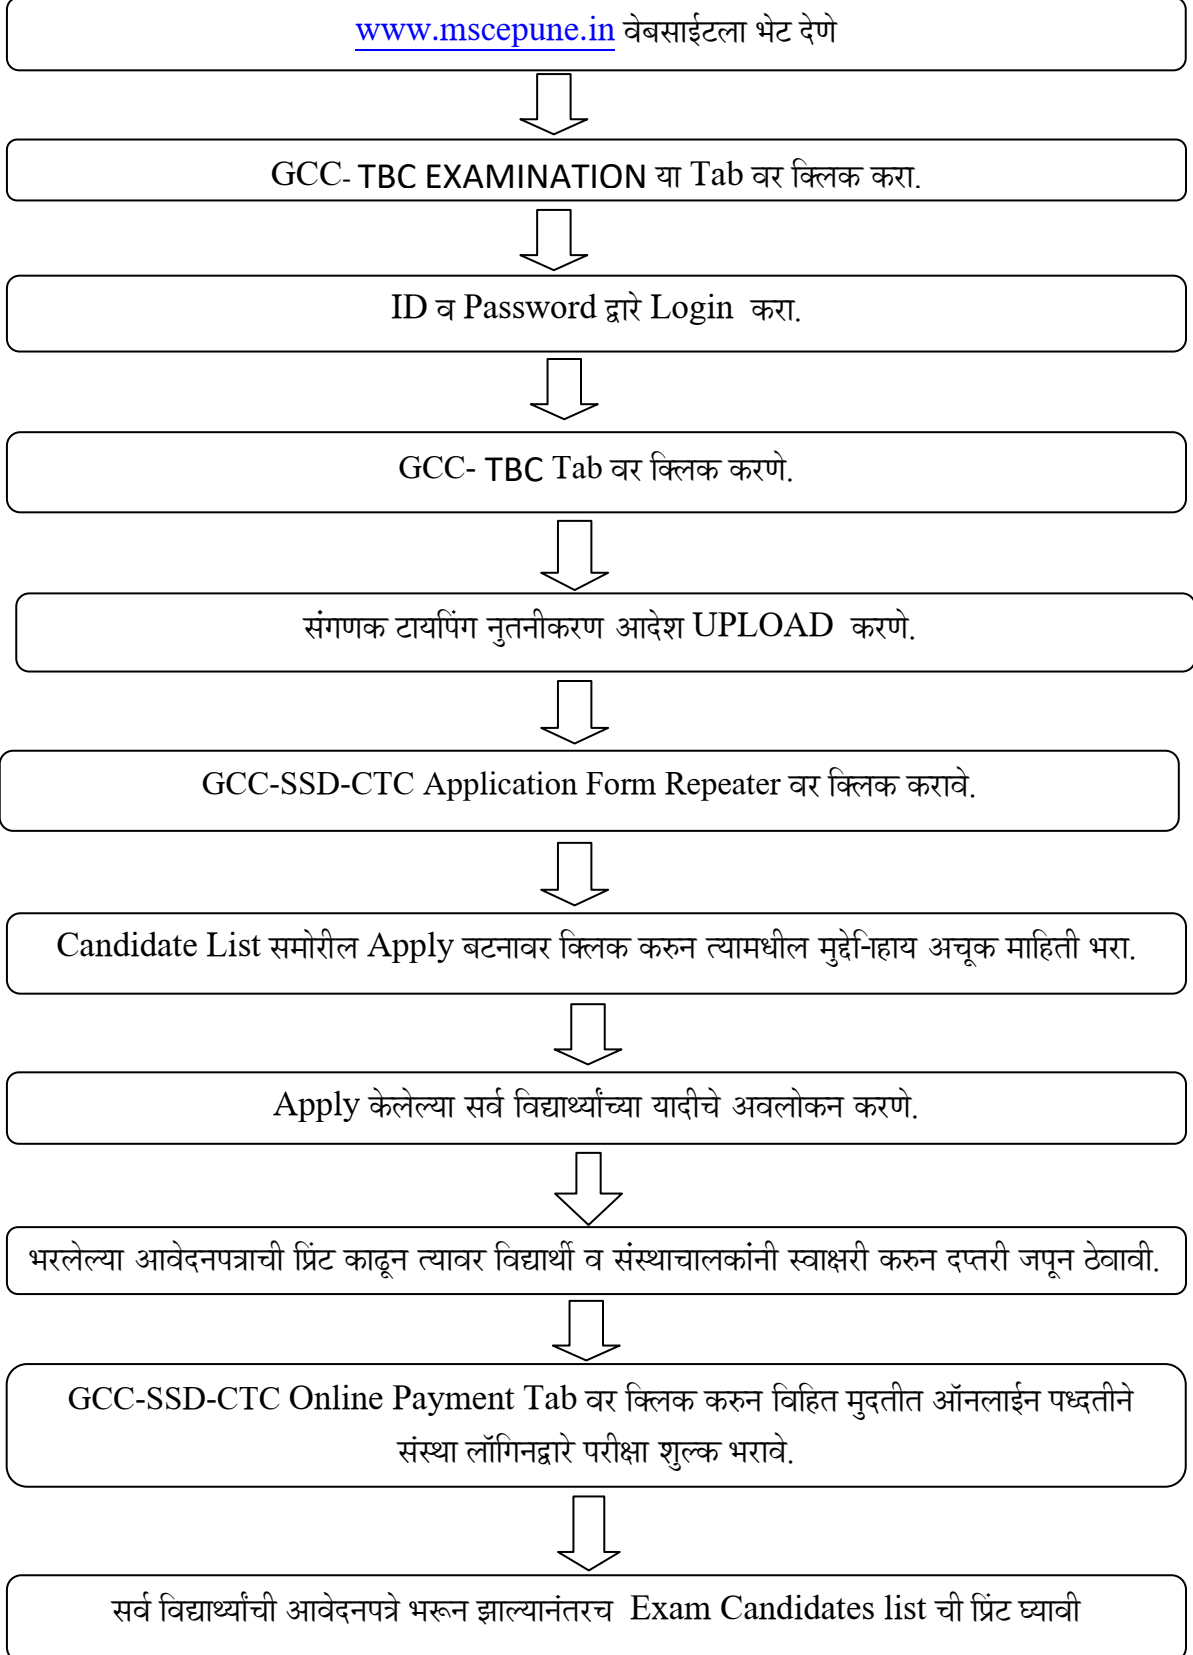 www.mscepune.in वेबसाईटला भेट देणे
GCC- TBC EXAMINATION या Tab वर क्लिक करा.
ID व Password द्वारे Login करा.
GCC- TBC Tab वर क्लिक करणे.
संगणक टायपिंग नुतनीकरण आदेश UPLOAD करणे.
GCC-SSD-CTC Application Form Repeater वर क्लिक करावे.
Candidate List समोरील Apply बटनावर क्लिक करुन त्यामधील मुद्देनिहाय अचूक माहिती भरा.
Apply केलेल्या सर्व विद्यार्थ्यांच्या यादीचे अवलोकन करणे.
भरलेल्या आवेदनपत्राची प्रिंट काढून त्यावर विद्यार्थी व संस्थाचालकांनी स्वाक्षरी करुन दप्तरी जपून ठेवावी.
GCC-SSD-CTC Online Payment Tab वर क्लिक करुन विहित मुदतीत ऑनलाईन पध्दतीने
संस्था लॉगिनद्वारे परीक्षा शुल्क भरावे.
सर्व विद्यार्थ्यांची आवेदनपत्रे भरून झाल्यानंतरच Exam Candidates list ची प्रिंट घ्यावी